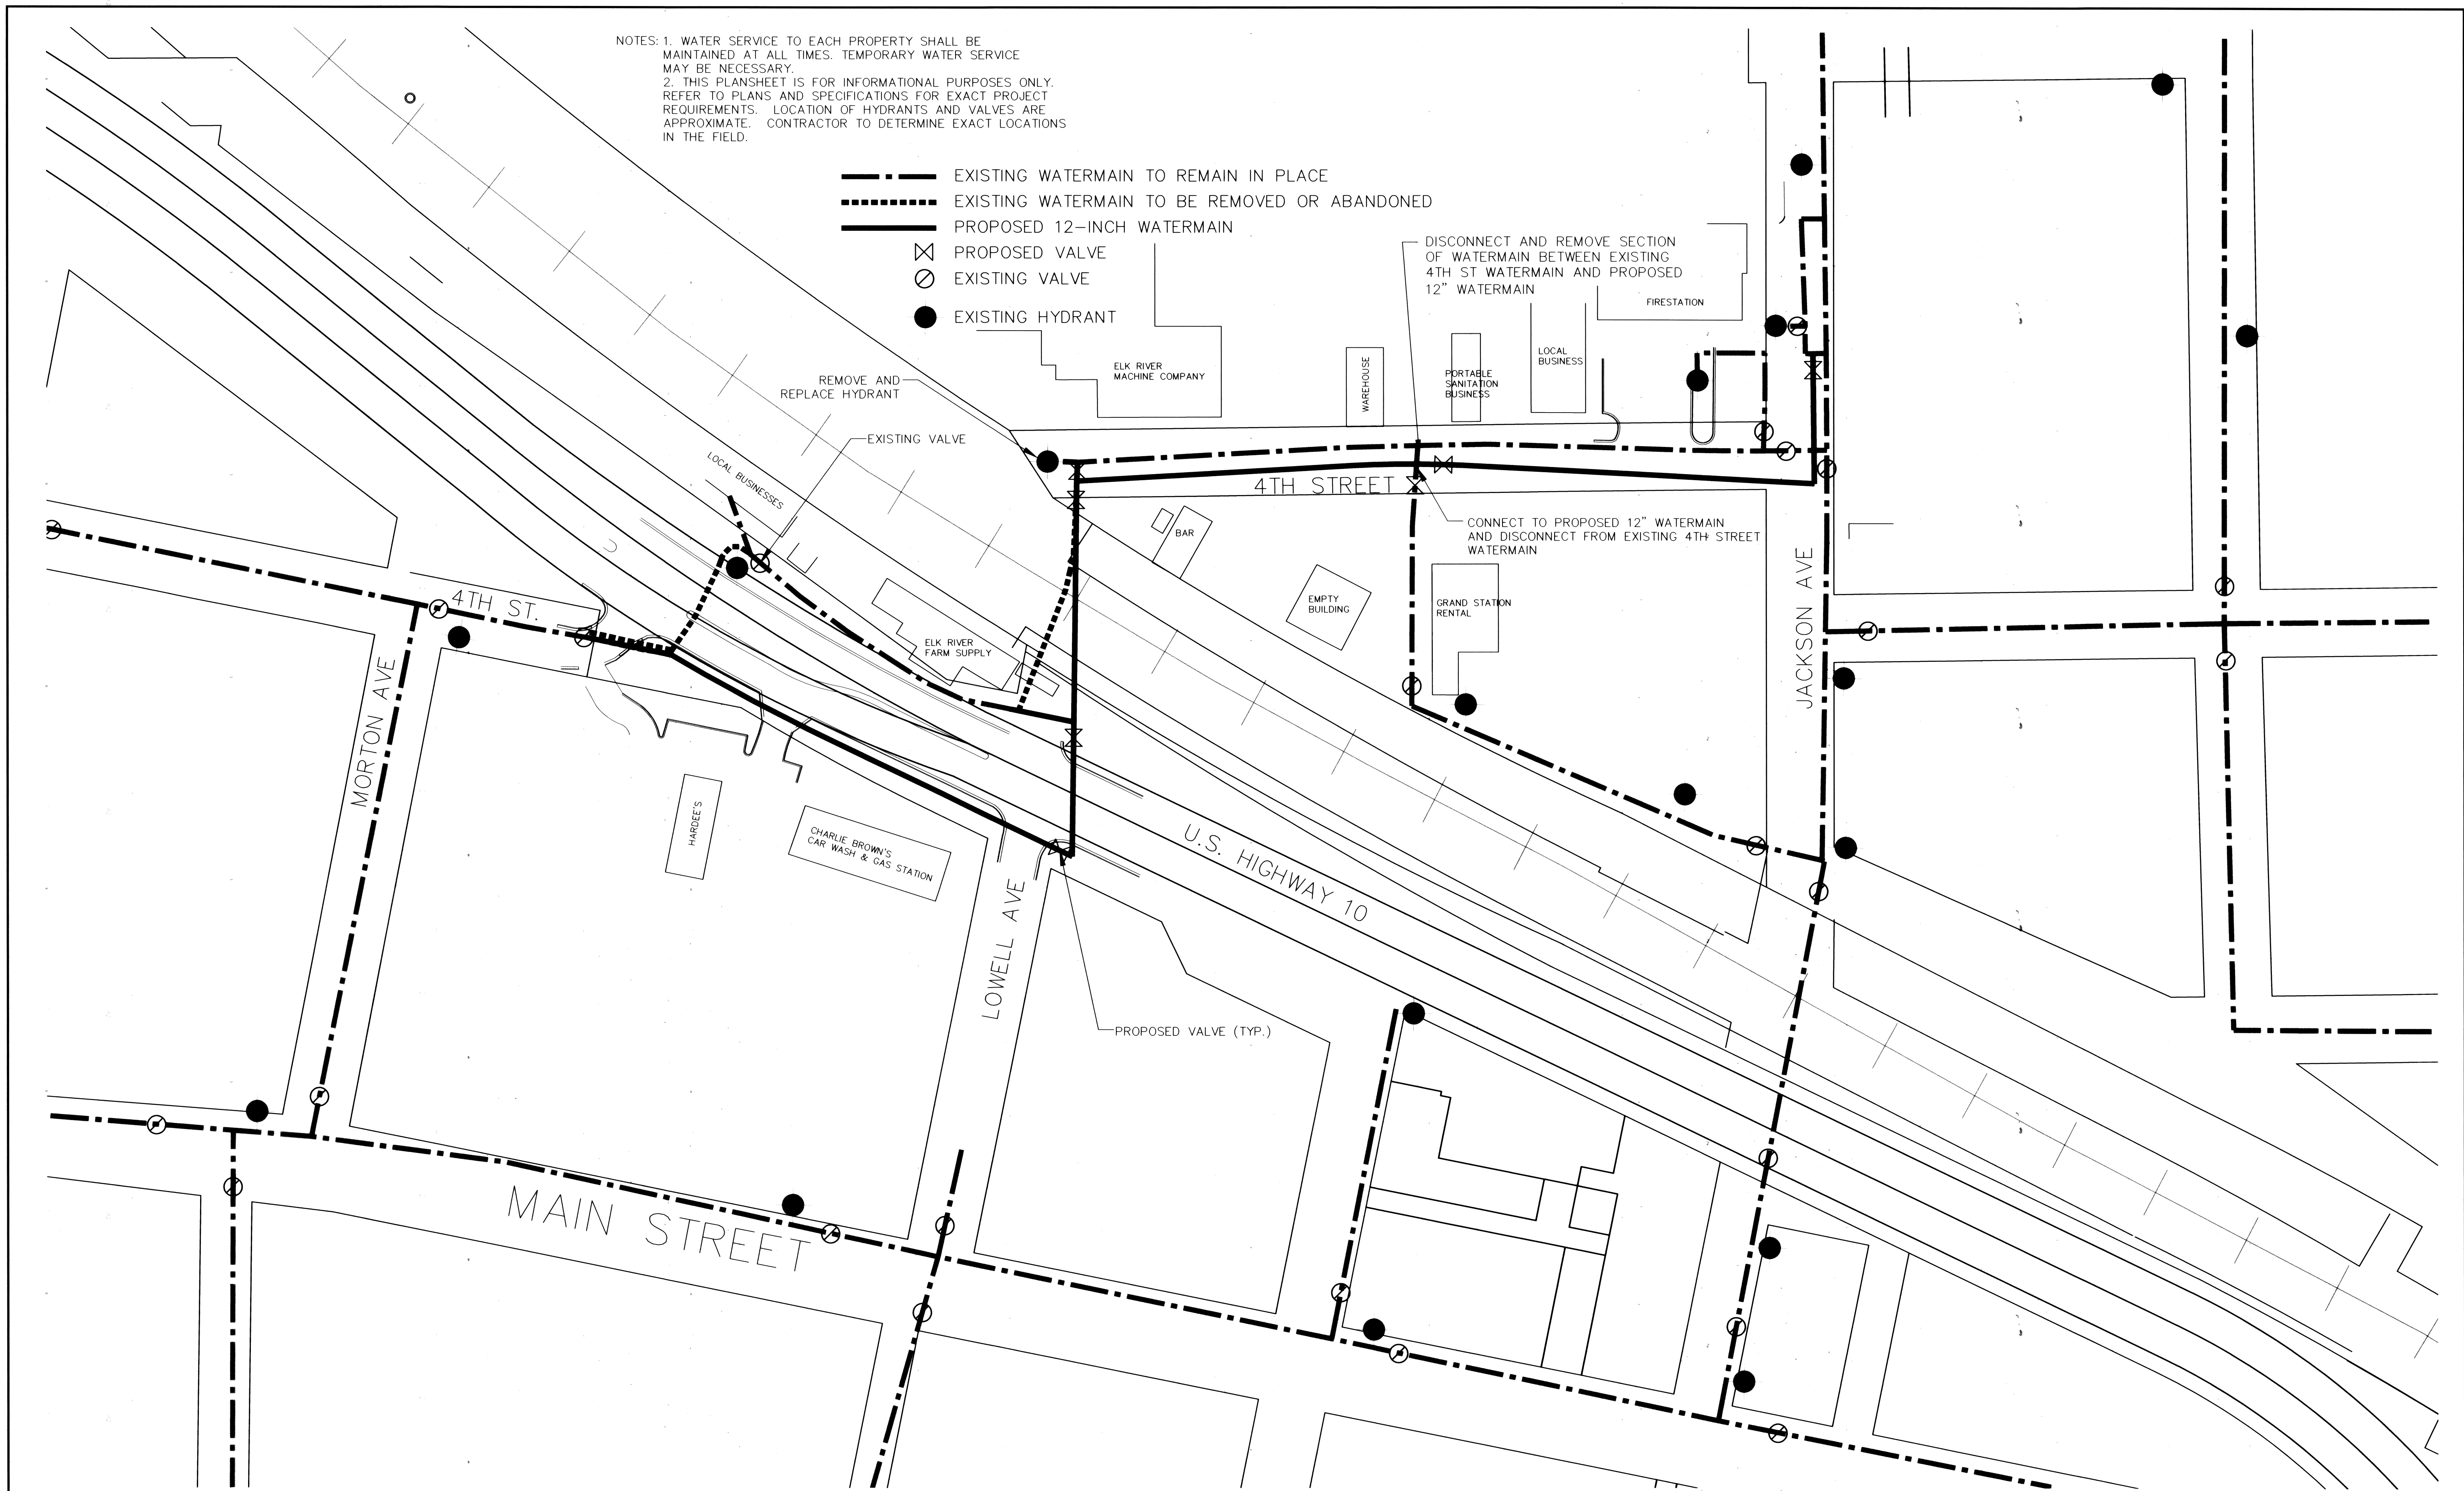 NOTES: 1. WATER SERVICE TO EACH PROPERTY SHALL BE
MAINTAINED AT ALL TIMES. TEMPORARY WATER SERVICE
MAY BE NECESSARY.
2. THIS PLANSHEET IS FOR INFORMATIONAL PURPOSES ONLY.
REFER TO PLANS AND SPECIFICATIONS FOR EXACT PROJECT
REQUIREMENTS. LOCATION OF HYDRANTS AND VALVES ARE
APPROXIMATE. CONTRACTOR TO DETERMINE EXACT LOCATIONS
IN THE FIELD.
EXISTING WATERMAIN TO REMAIN IN PLACE
EXISTING WATERMAIN TO BE REMOVED OR ABANDONED
PROPOSED 12-INCH WATERMAIN
PROPOSED VALVE
EXISTING VALVE
EXISTING HYDRANT
DISCONNECT AND REMOVE SECTION
OF WATERMAIN BETWEEN EXISTING
4TH ST WATERMAIN AND PROPOSED
12" WATERMAIN
FIRESTATION
LOCAL
BUSINESS
PORTABLE
SANITATION
BUSINESS
WAREHOUSE
ELK RIVER
MACHINE COMPANY
REMOVE AND
REPLACE HYDRANT
EXISTING VALVE
LOCAL BUSINESSES
4TH STREET
CONNECT TO PROPOSED 12" WATERMAIN
AND DISCONNECT FROM EXISTING 4TH STREET
WATERMAIN
BAR
EMPTY
BUILDING
GRAND STATION
RENTAL
JACKSON AVE
4TH ST.
ELK RIVER
FARM SUPPLY
MORTON AVE
HARDEE'S
CHARLIE BROWN'S
CAR WASH & GAS STATION
U.S. HIGHWAY 10
LOWELL AVE
PROPOSED VALVE (TYP.)
MAIN STREET